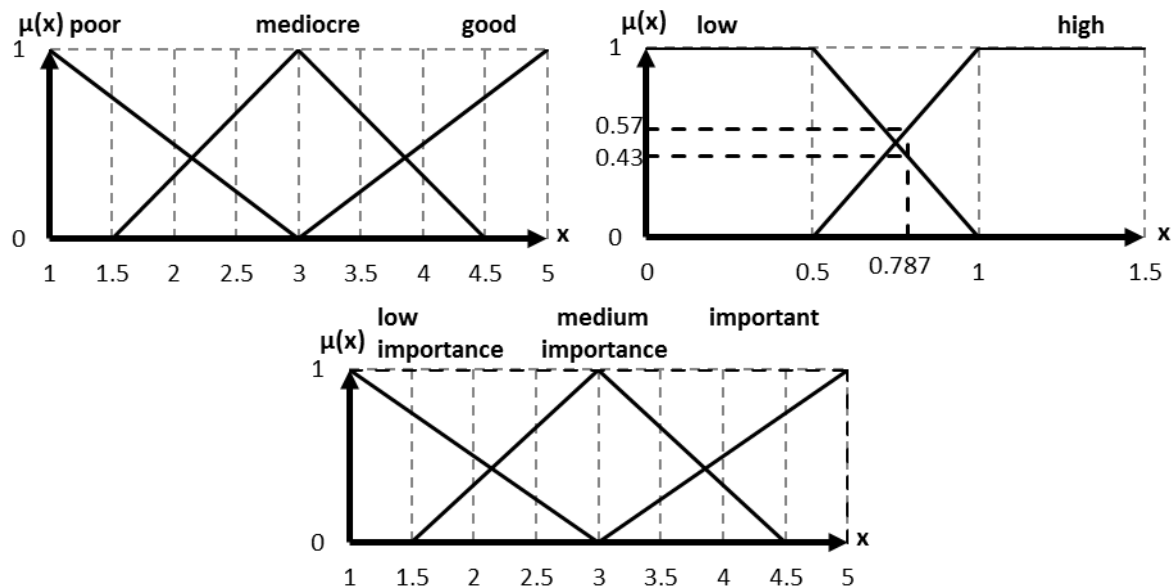 μ(x) poor mediocre good
1
0
x
1 1.5 2 2.5 3 3.5 4 4.5 5
μ(x) low high
1
0.57
0.43
0
x
0 0.5 0.787 1 1.5
low medium important
μ(x) importance importance
1
0
x
1 1.5 2 2.5 3 3.5 4 4.5 5